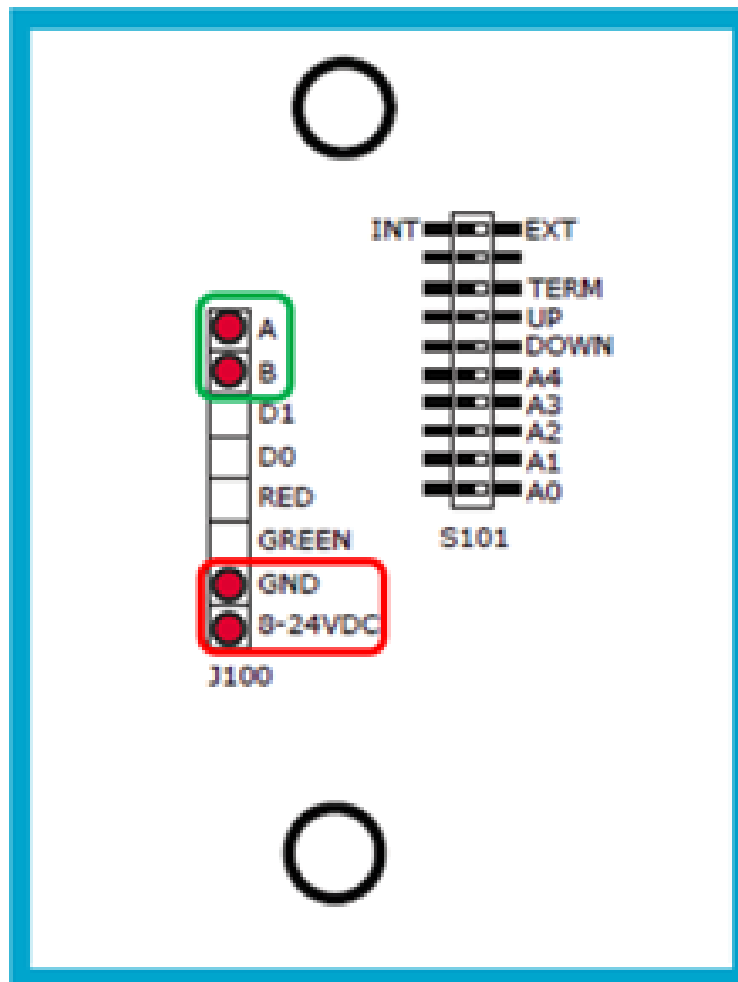 INT EXT
TERM
UP
DOWN
A4
A3
A2
A1
A0
S101
A
B
D1
D0
RED
GREEN
GND
8-24VDC
J100